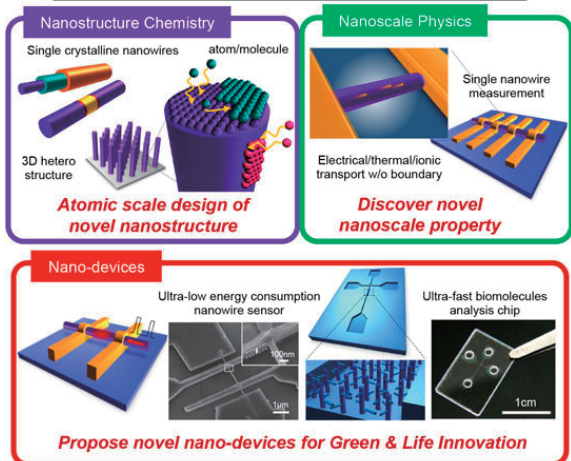 Nanostructure Chemistry
Single crystalline nanowires
atom/molecule
3D hetero
structure
Atomic scale design of
novel nanostructure
Nanoscale Physics
Single nanowire
measurement
Electrical/thermal/ionic
transport w/o boundary
Discover novel
nanoscale property
Nano-devices
Ultra-low energy consumption
nanowire sensor
100nm
1μm
Ultra-fast biomolecules
analysis chip
1cm
Propose novel nano-devices for Green & Life Innovation